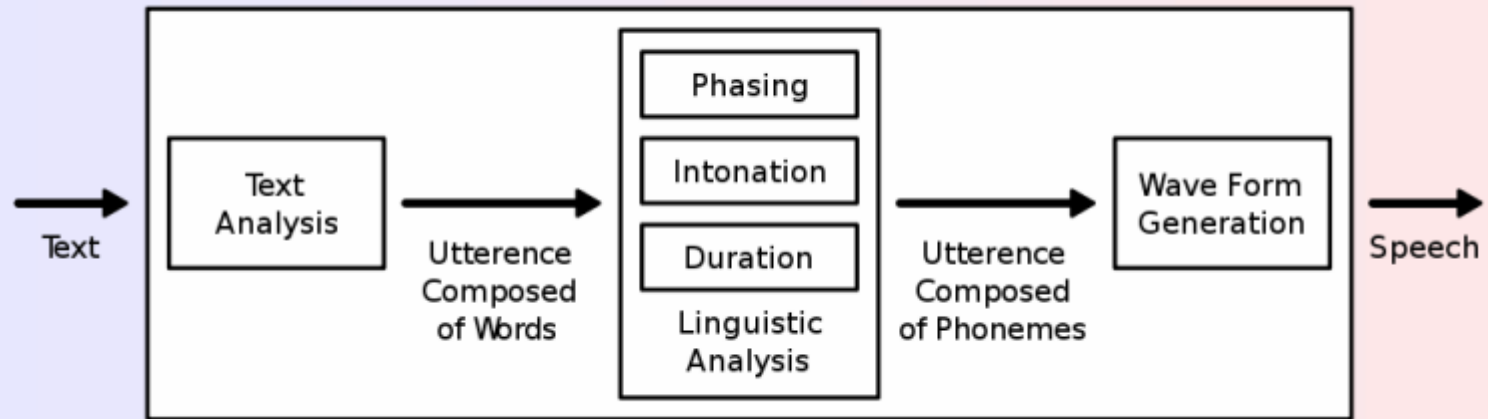 Text
Text
Analysis
Utterence
Composed
of Words
Phasing
Intonation
Duration
Linguistic
Analysis
Utterence
Composed
of Phonemes
Wave Form
Generation
Speech